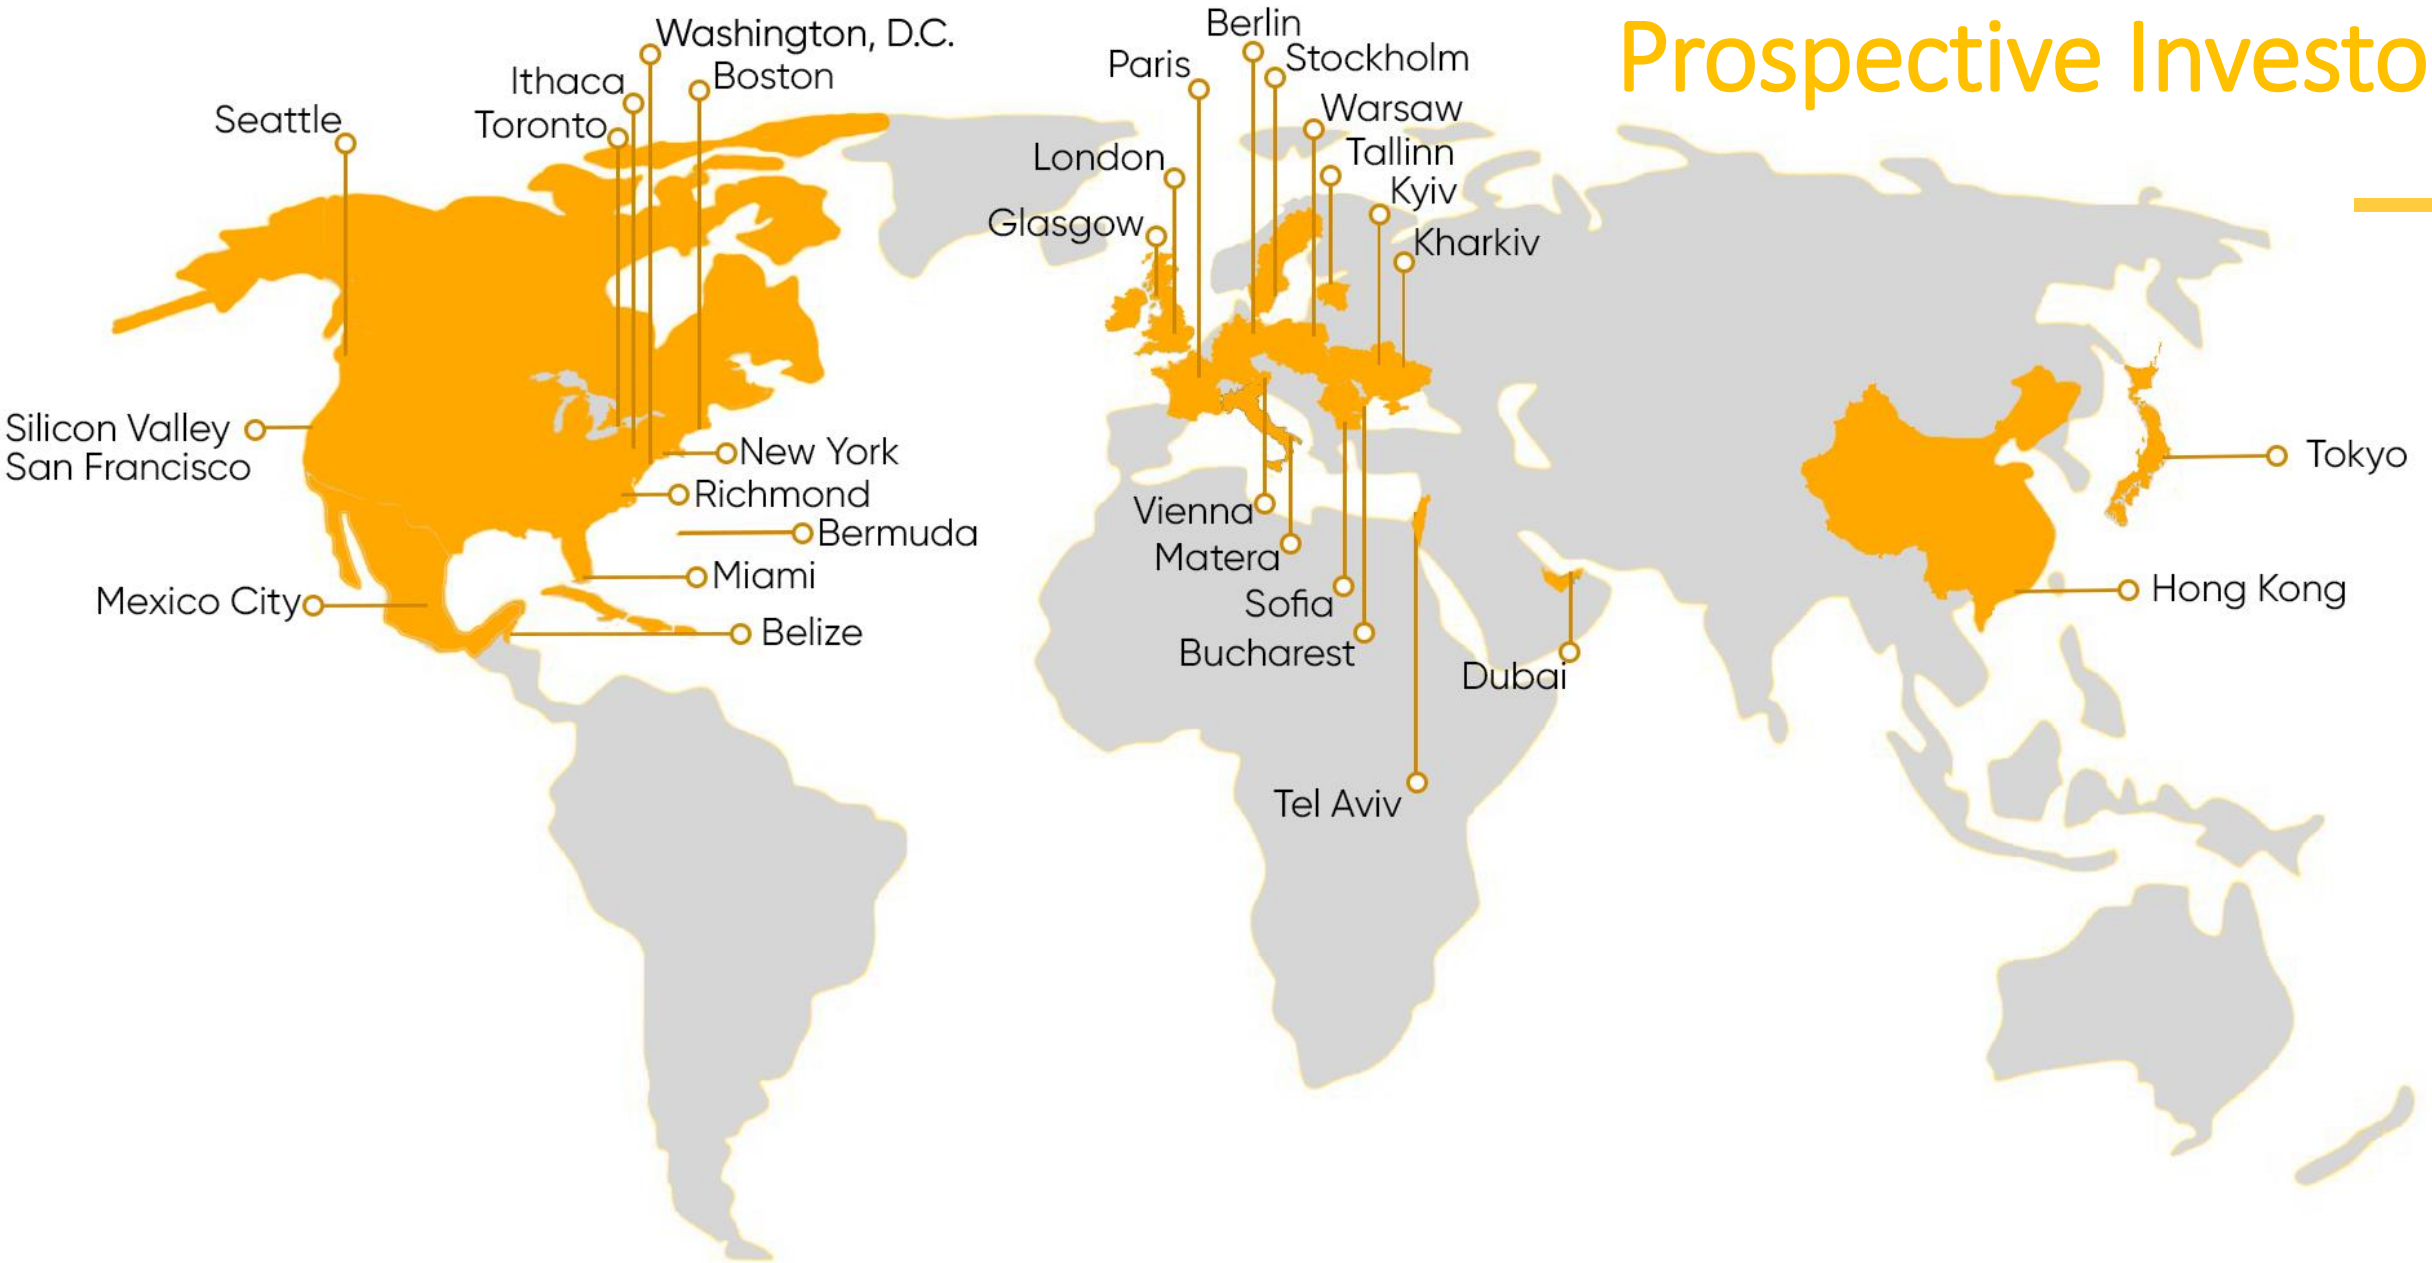 Prospective Investo
Washington, D.C.
Boston
Ithaca
Toronto
Seattle
Silicon Valley
San Francisco
Mexico City
New York
Richmond
Bermuda
Miami
Belize
Berlin
Stockholm
Paris
Warsaw
Tallinn
London
Kyiv
Glasgow
Kharkiv
Vienna
Matera
Sofia
Bucharest
Tel Aviv
Dubai
Tokyo
Hong Kong